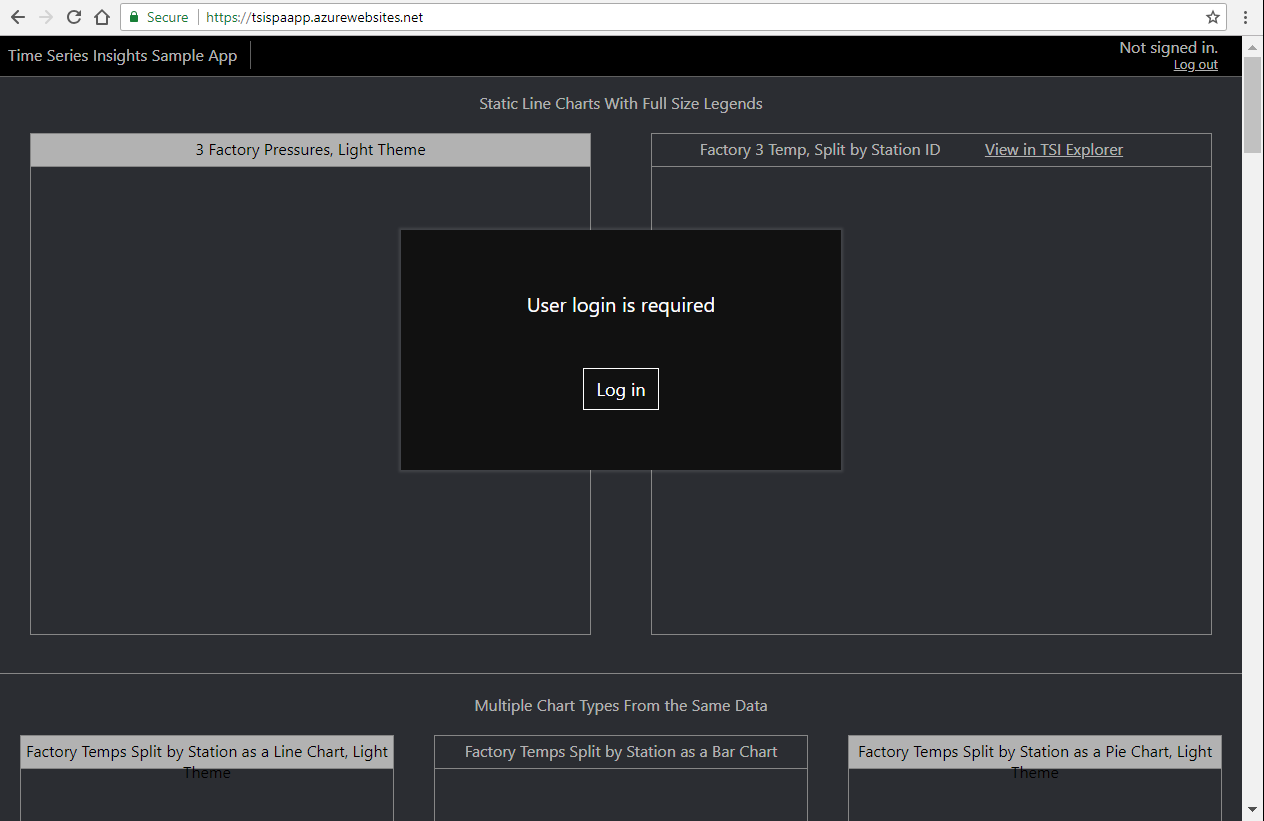 Secure https://tsispaapp.azurewebsites.net
Time Series Insights Sample App
Not signed in.
Log out
Static Line Charts With Full Size Legends
3 Factory Pressures, Light Theme
Factory 3 Temp, Split by Station ID View in TSI Explorer
User login is required
Log in
Multiple Chart Types From the Same Data
Factory Temps Split by Station as a Line Chart, Light
Theme
Factory Temps Split by Station as a Bar Chart
Factory Temps Split by Station as a Pie Chart, Light
Theme